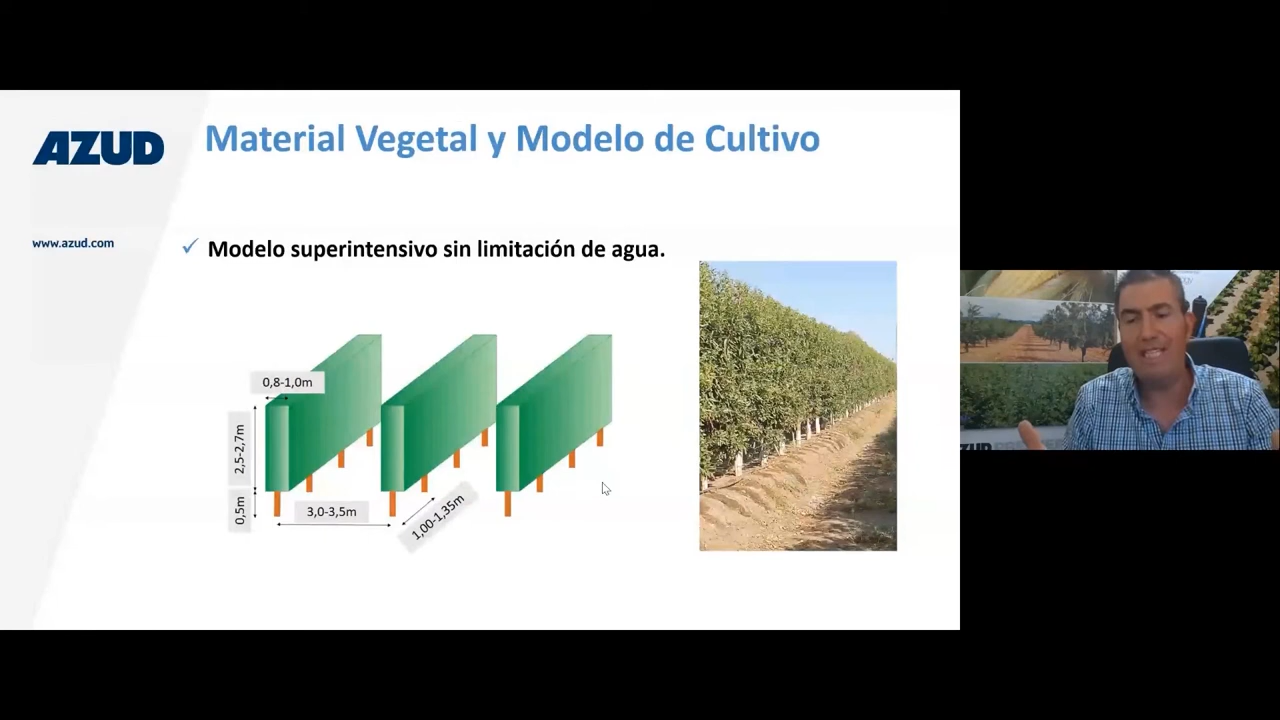 AZUD
Material Vegetal y Modelo de Cultivo
www.azud.com
✓ Modelo superintensivo sin limitación de agua.
0,8-1,0m
2,5-2,7m
0,5m
3,0-3,5m
1,00-1,35m